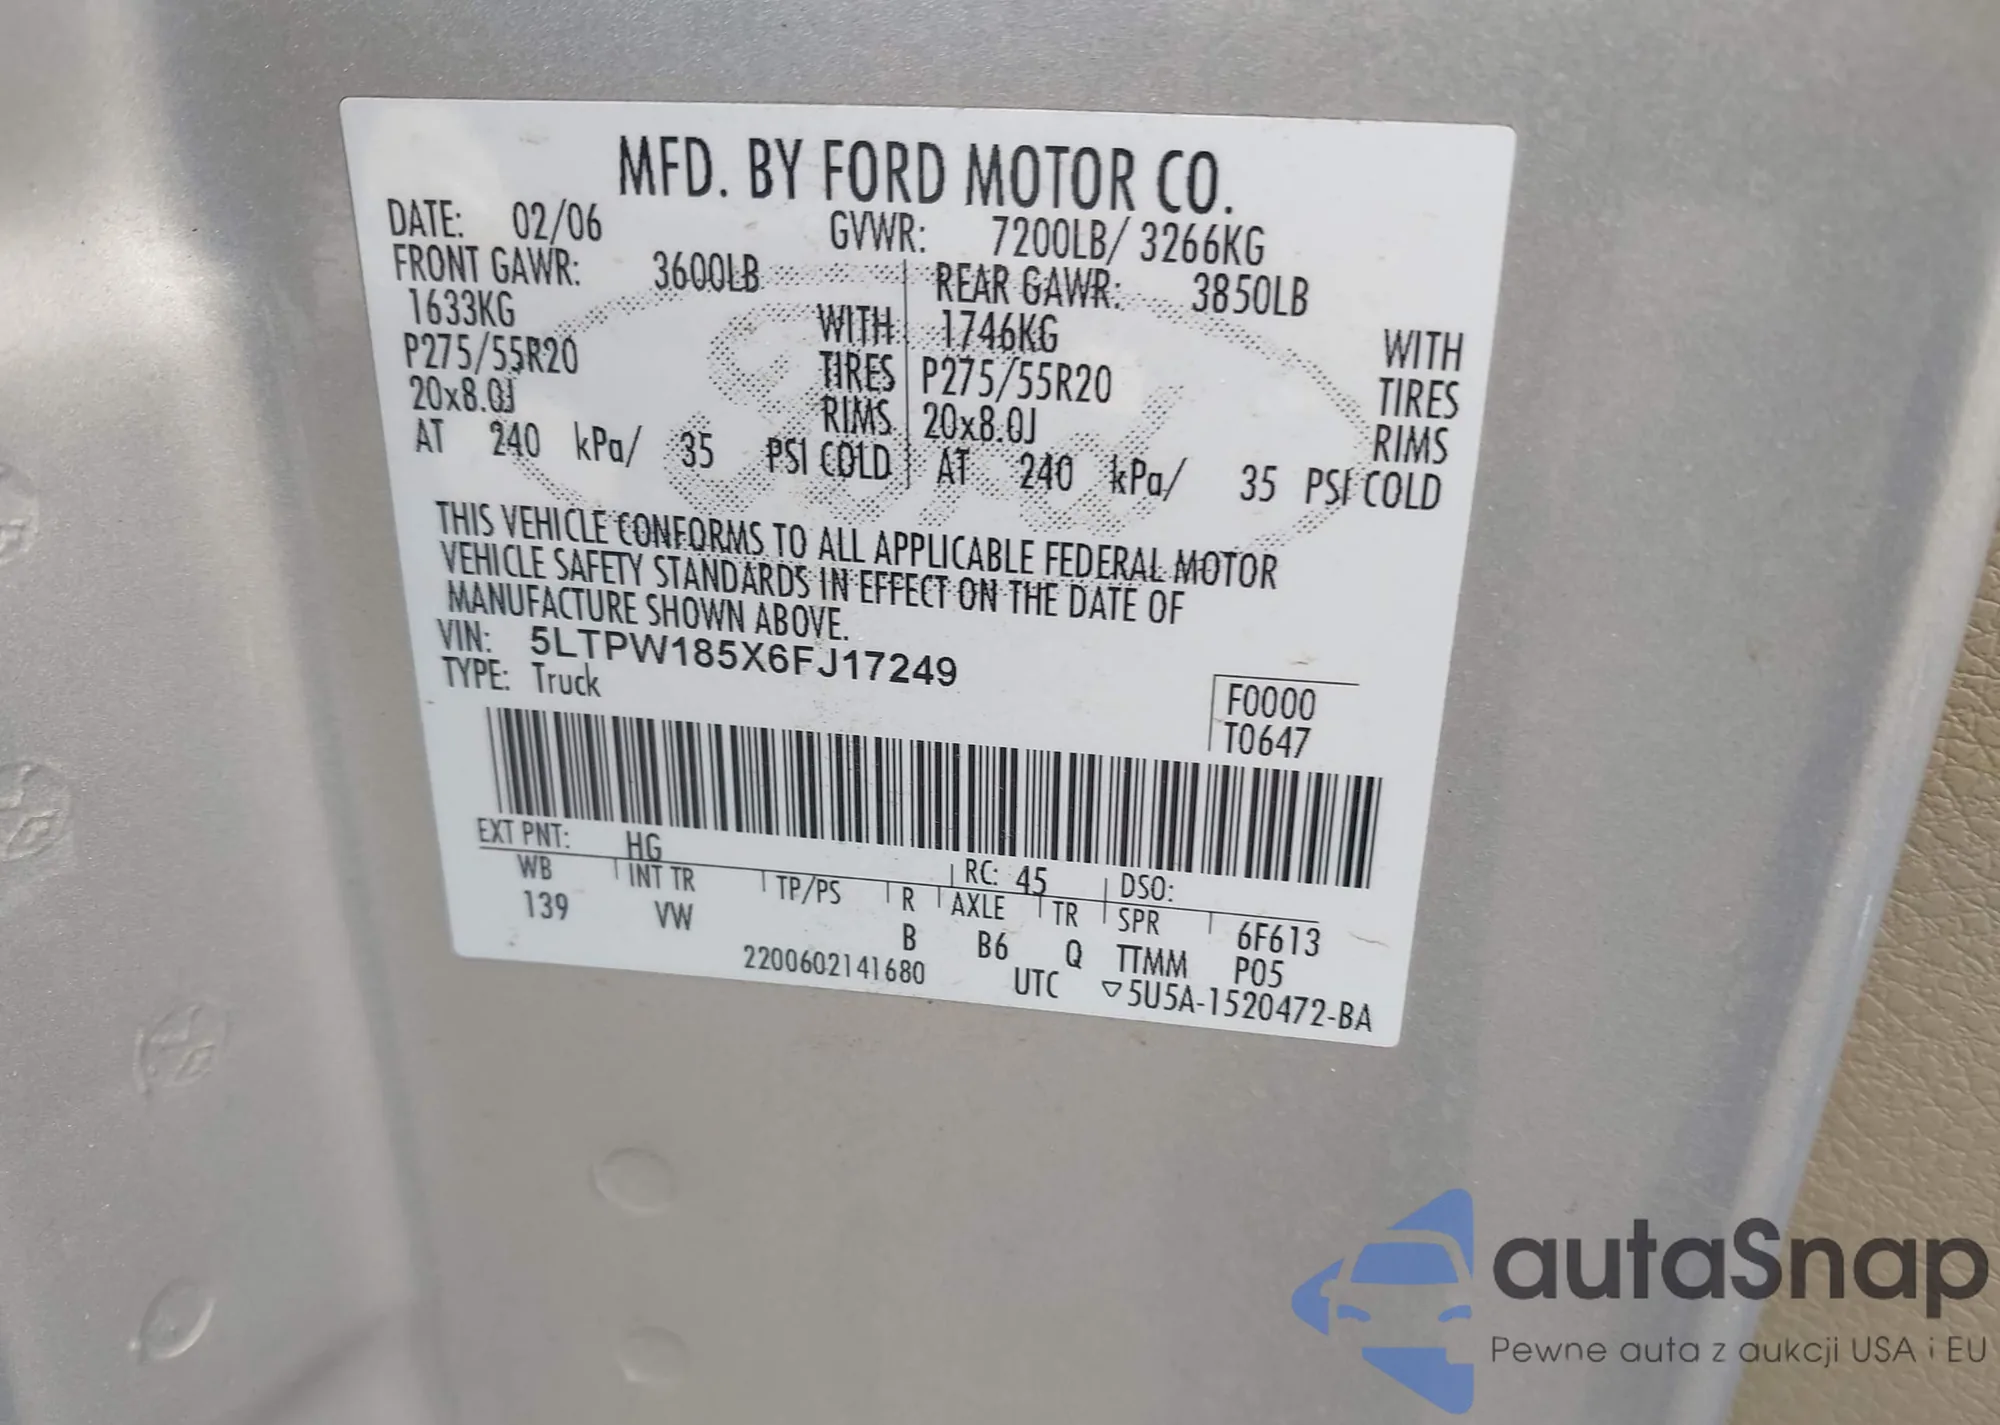 MFD. BY FORD MOTOR CO.
DATE: 02/06 GVWR: 7200LB/ 3266KG
FRONT GAWR: 3600LB REAR GAWR: 3850LB
1633KG WITH 1746KG WITH
P275/55R20 TIRES P275/55R20 TIRES
20x8.0J RIMS 20x8.0J RIMS
AT 240 kPa/ 35 PSI COLD AT 240 kPa/ 35 PSI COLD
THIS VEHICLE CONFORMS TO ALL APPLICABLE FEDERAL MOTOR
VEHICLE SAFETY STANDARDS IN EFFECT ON THE DATE OF
MANUFACTURE SHOWN ABOVE.
VIN: 5LTPW185X6FJ17249
TYPE: Truck
F0000
T0647
EXT PNT: HG RC: 45 DSO:
WB INT TR TP/PS R AXLE TR SPR 6F613
139 VW B B6 Q TTMM P05
2200602141680 UTC ▽5U5A-1520472-BA
Ford
autaSnap
Pewne auta z aukcji USA i EU